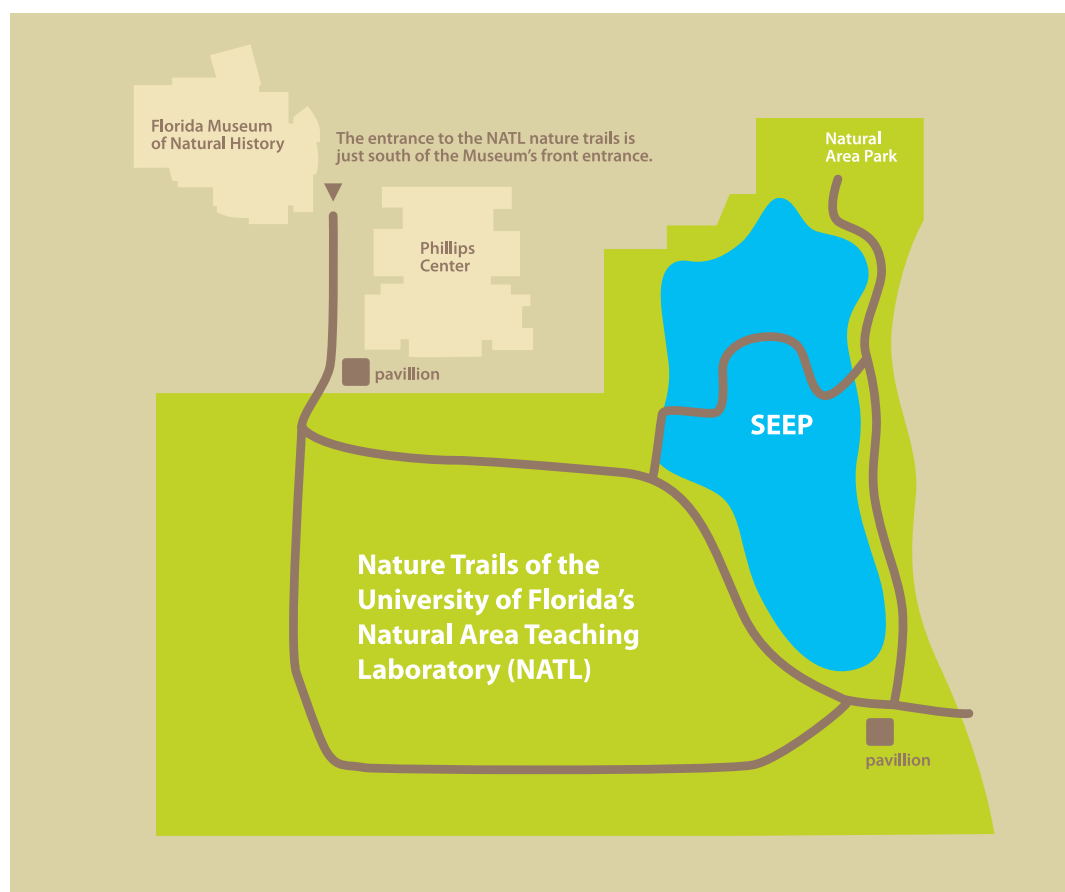 Florida Museum
of Natural History
The entrance to the NATL nature trails is
just south of the Museum's front entrance.
Natural
Area Park
Phillips
Center
pavillion
SEEP
Nature Trails of the
University of Florida's
Natural Area Teaching
Laboratory (NATL)
pavillion